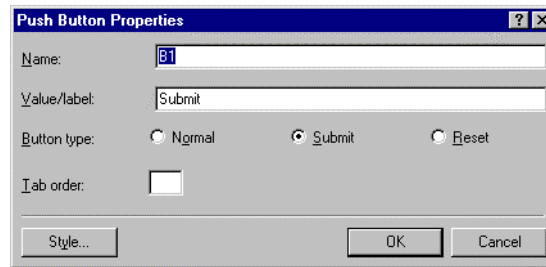 Push Button Properties ? X
Name: B1
Value/label: Submit
Button type: Normal Submit Reset
Tab order:
Style... OK Cancel